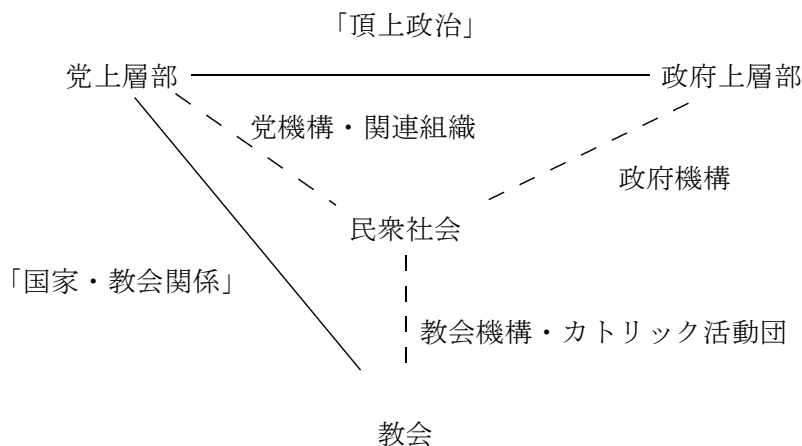 「頂上政治」
党上層部
政府上層部
党機構・関連組織
政府機構
民衆社会
「国家・教会関係」
教会機構・カトリック活動団
教会